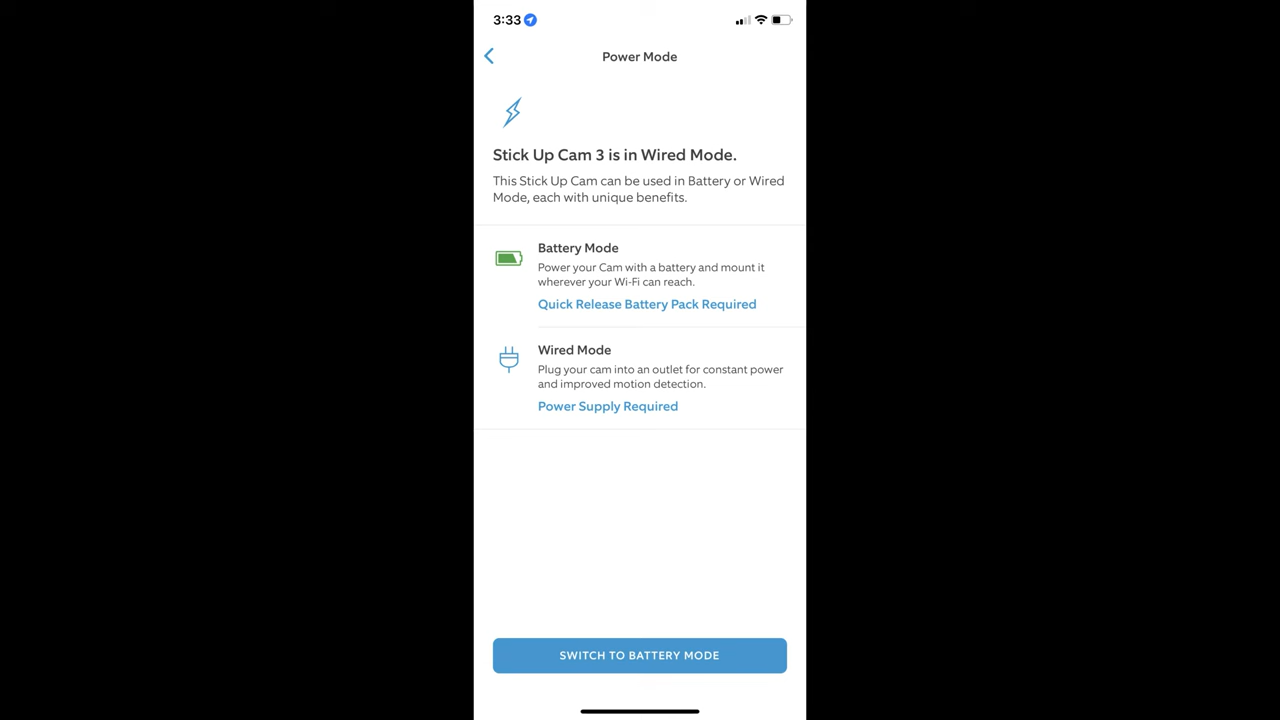 3:33
Power Mode
Stick Up Cam 3 is in Wired Mode.
This Stick Up Cam can be used in Battery or Wired
Mode, each with unique benefits.
Battery Mode
Power your Cam with a battery and mount it
wherever your Wi-Fi can reach.
Quick Release Battery Pack Required
Wired Mode
Plug your cam into an outlet for constant power
and improved motion detection.
Power Supply Required
SWITCH TO BATTERY MODE